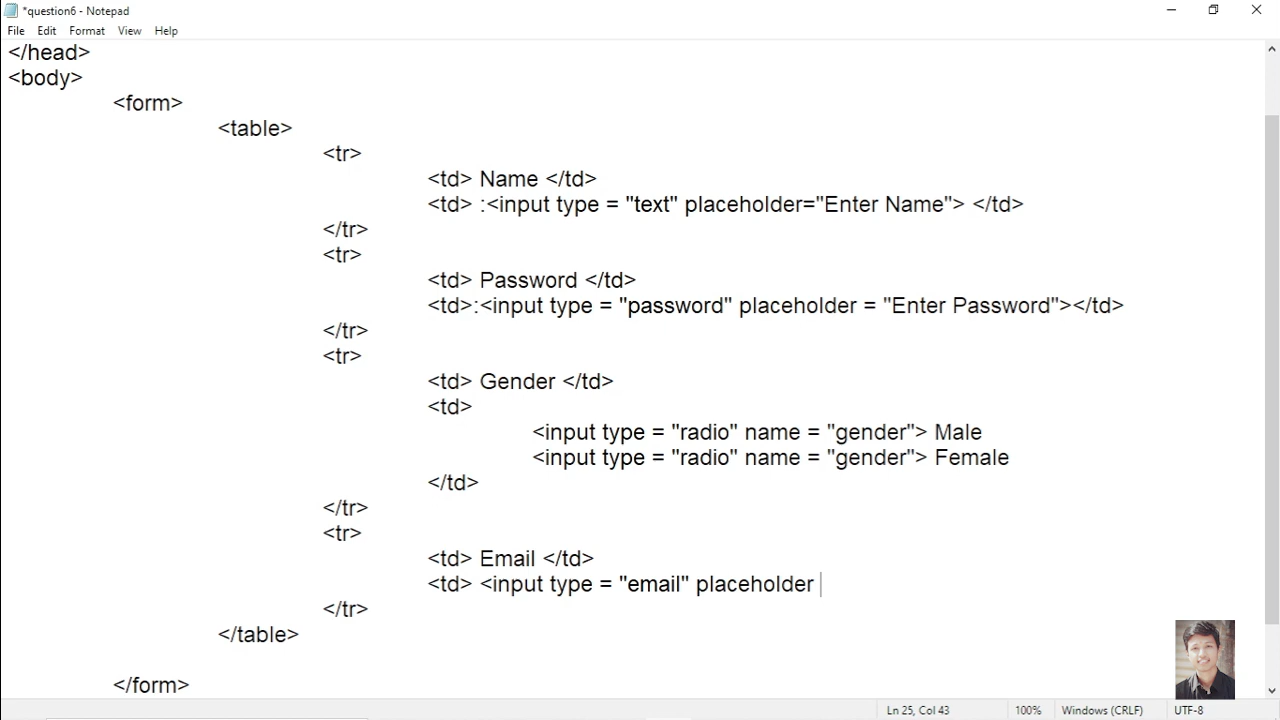 *question6 - Notepad
File Edit Format View Help
</head>
<body>
<form>
<table>
<tr>
<td> Name </td>
<td> :<input type = "text" placeholder="Enter Name"> </td>
</tr>
<tr>
<td> Password </td>
<td>:<input type = "password" placeholder = "Enter Password"></td>
</tr>
<tr>
<td> Gender </td>
<td>
<input type = "radio" name = "gender"> Male
<input type = "radio" name = "gender"> Female
</td>
</tr>
<tr>
<td> Email </td>
<td> <input type = "email" placeholder
</tr>
</table>
</form>
Ln 25, Col 43 100% Windows (CRLF) UTF-8